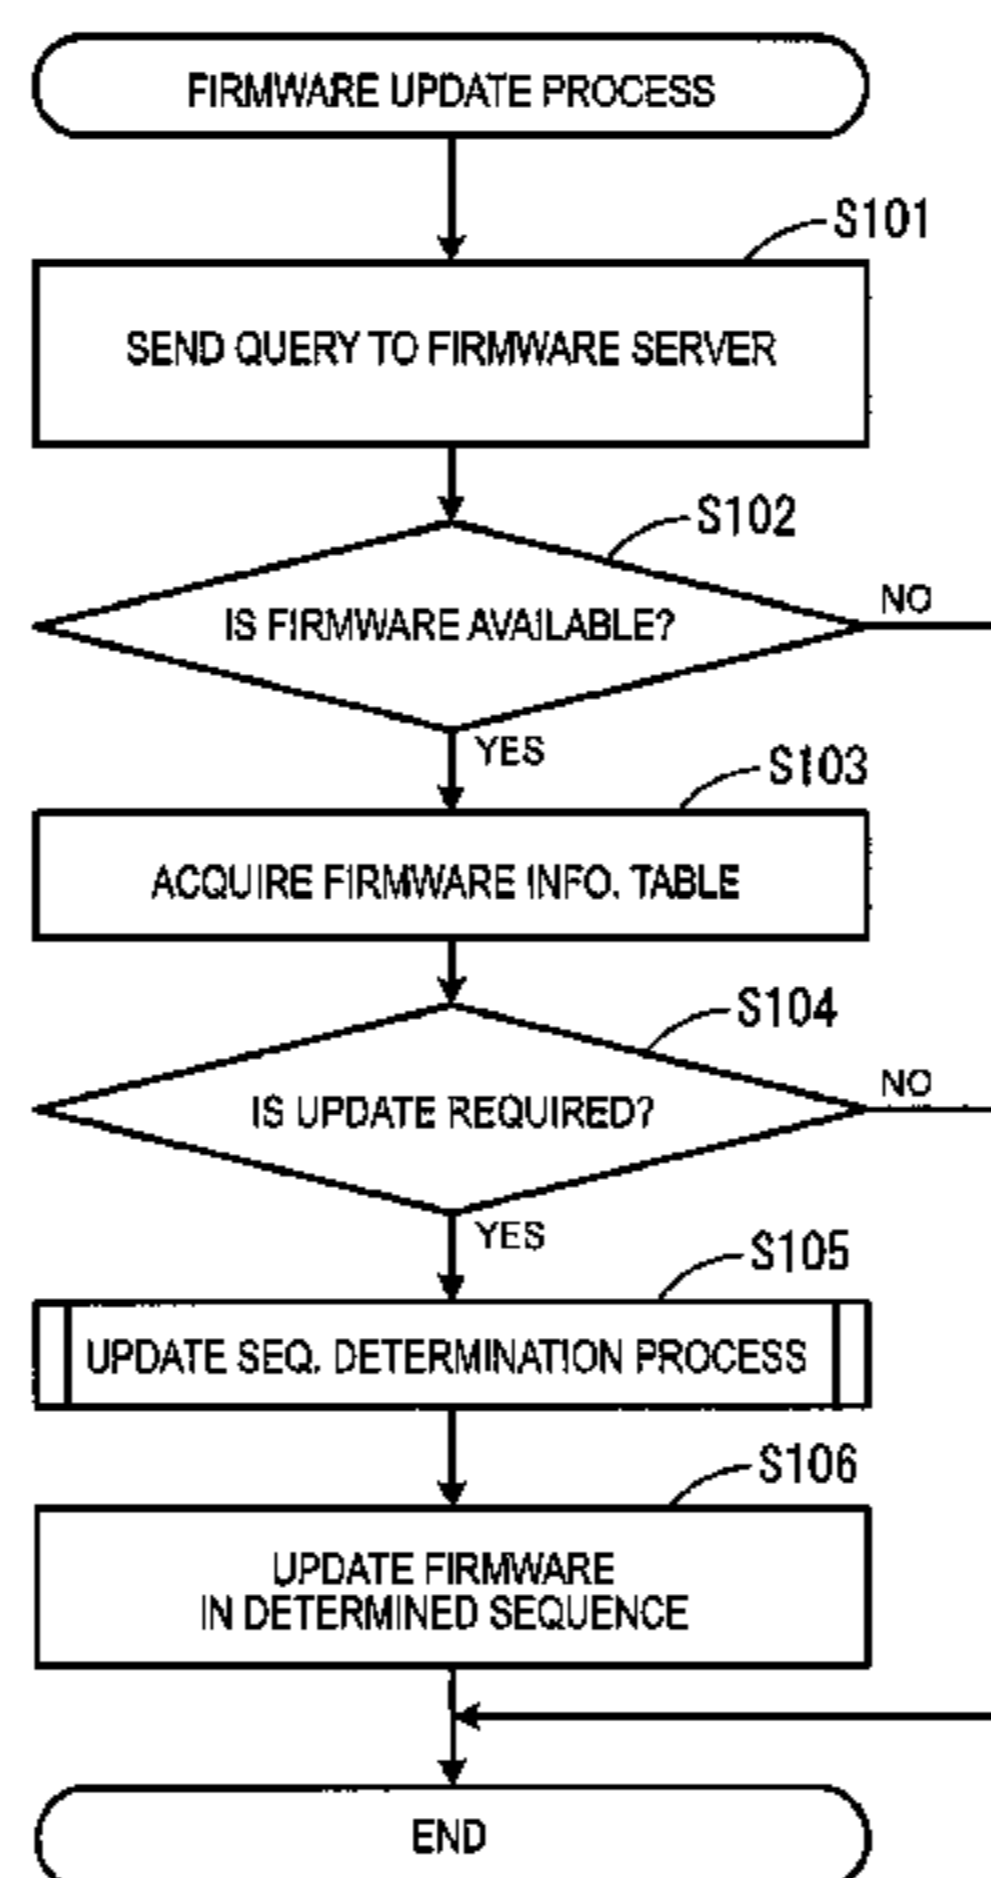 FIRMWARE UPDATE PROCESS
S101
SEND QUERY TO FIRMWARE SERVER
S102
IS FIRMWARE AVAILABLE?
NO
YES
S103
ACQUIRE FIRMWARE INFO. TABLE
S104
IS UPDATE REQUIRED?
NO
YES
S105
UPDATE SEQ. DETERMINATION PROCESS
S106
UPDATE FIRMWARE
IN DETERMINED SEQUENCE
END